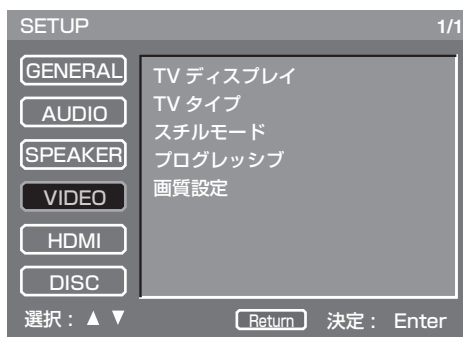 SETUP 1/1
GENERAL
AUDIO
SPEAKER
VIDEO
HDMI
DISC
TV ディスプレイ
TV タイプ
スチルモード
プログレッシブ
画質設定
選択： ▲ ▼ Return 決定： Enter